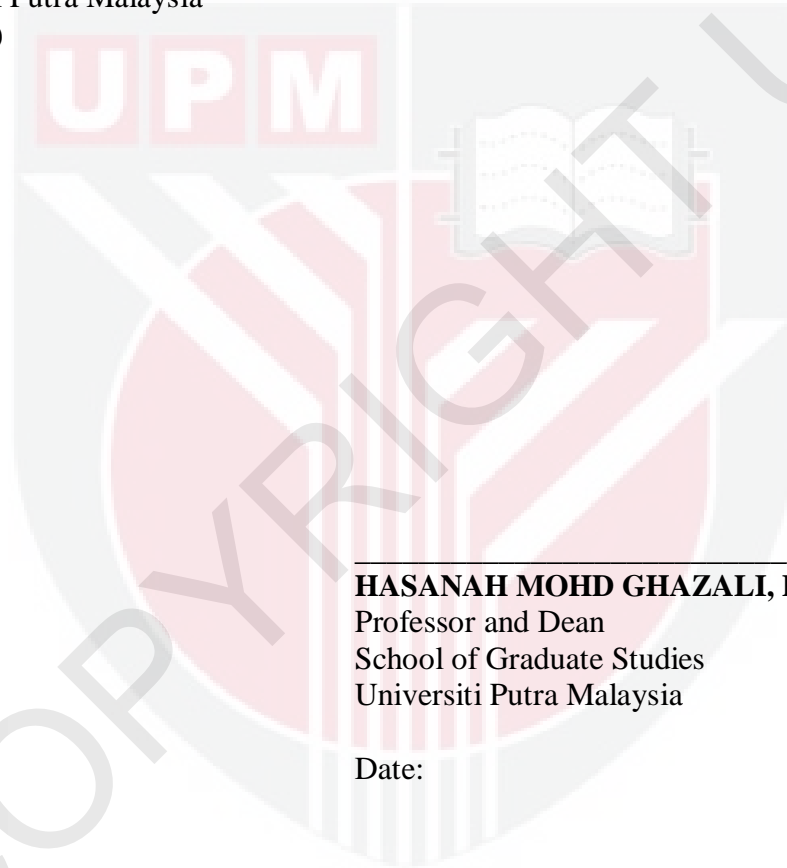 Putra Malaysia
)
UPM
HASANAH MOHD GHAZALI,
Professor and Dean
School of Graduate Studies
Universiti Putra Malaysia
Date: